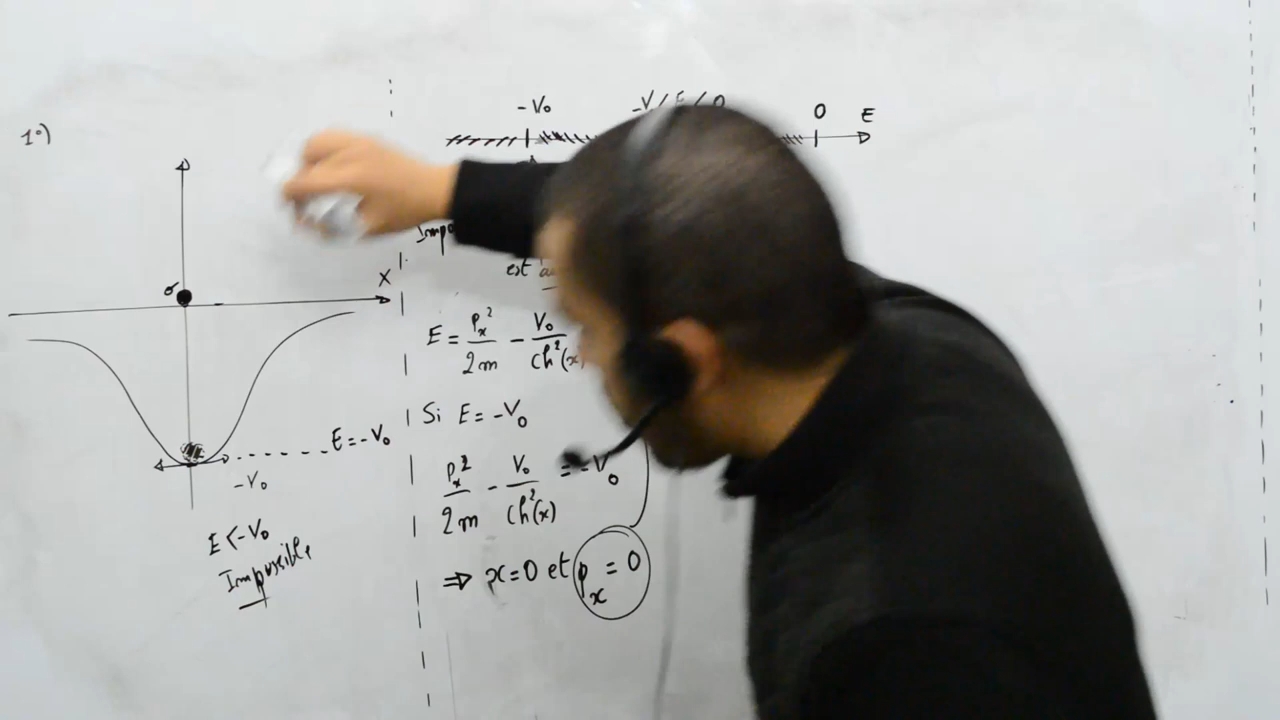 1°)
x
E = -V₀
-V₀
E < -V₀
Impossible
-V₀
0 E
est
E = pₓ²/2m - V₀/ch²(x)
Si E = -V₀
pₓ²/2m - V₀/ch²(x) = -V₀
⇒ x = 0 et pₓ = 0